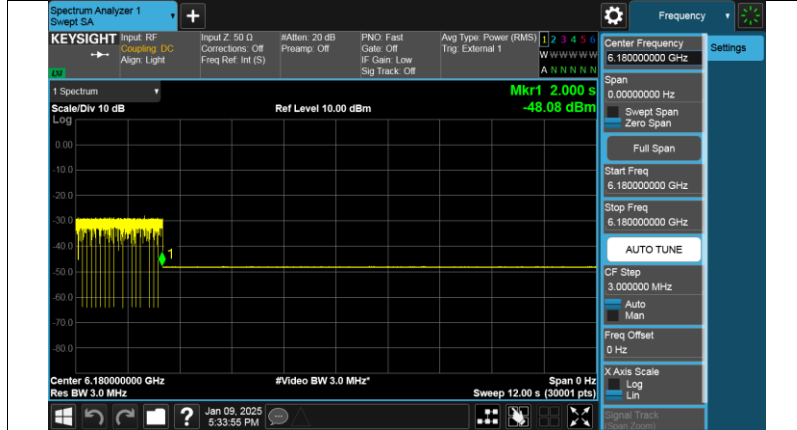 Spectrum Analyzer 1
Swept SA
Frequency
KEYSIGHT
Input: RF
Coupling: DC
Align: Light
Input Z: 50 Ω
Corrections: Off
Freq Ref: Int (S)
#Atten: 20 dB
Preamp: Off
PNO: Fast
Gate: Off
IF Gain: Low
Sig Track: Off
Avg Type: Power (RMS)
Trig: External 1
1 2 3 4 5 6
W W W W W W
A N N N N N
LXI
1 Spectrum
Mkr1 2.000 s
Scale/Div 10 dB
Ref Level 10.00 dBm
-48.08 dBm
Log
0.00
-10.0
-20.0
-30.0
-40.0
1
-50.0
-60.0
-70.0
-80.0
Center 6.180000000 GHz
#Video BW 3.0 MHz*
Span 0 Hz
Res BW 3.0 MHz
Sweep 12.00 s (30001 pts)
Jan 09, 2025
5:33:55 PM
Center Frequency
6.180000000 GHz
Settings
Span
0.00000000 Hz
Swept Span
Zero Span
Full Span
Start Freq
6.180000000 GHz
Stop Freq
6.180000000 GHz
AUTO TUNE
CF Step
3.000000 MHz
Auto
Man
Freq Offset
0 Hz
X Axis Scale
Log
Lin
Signal Track
(Span Zoom)